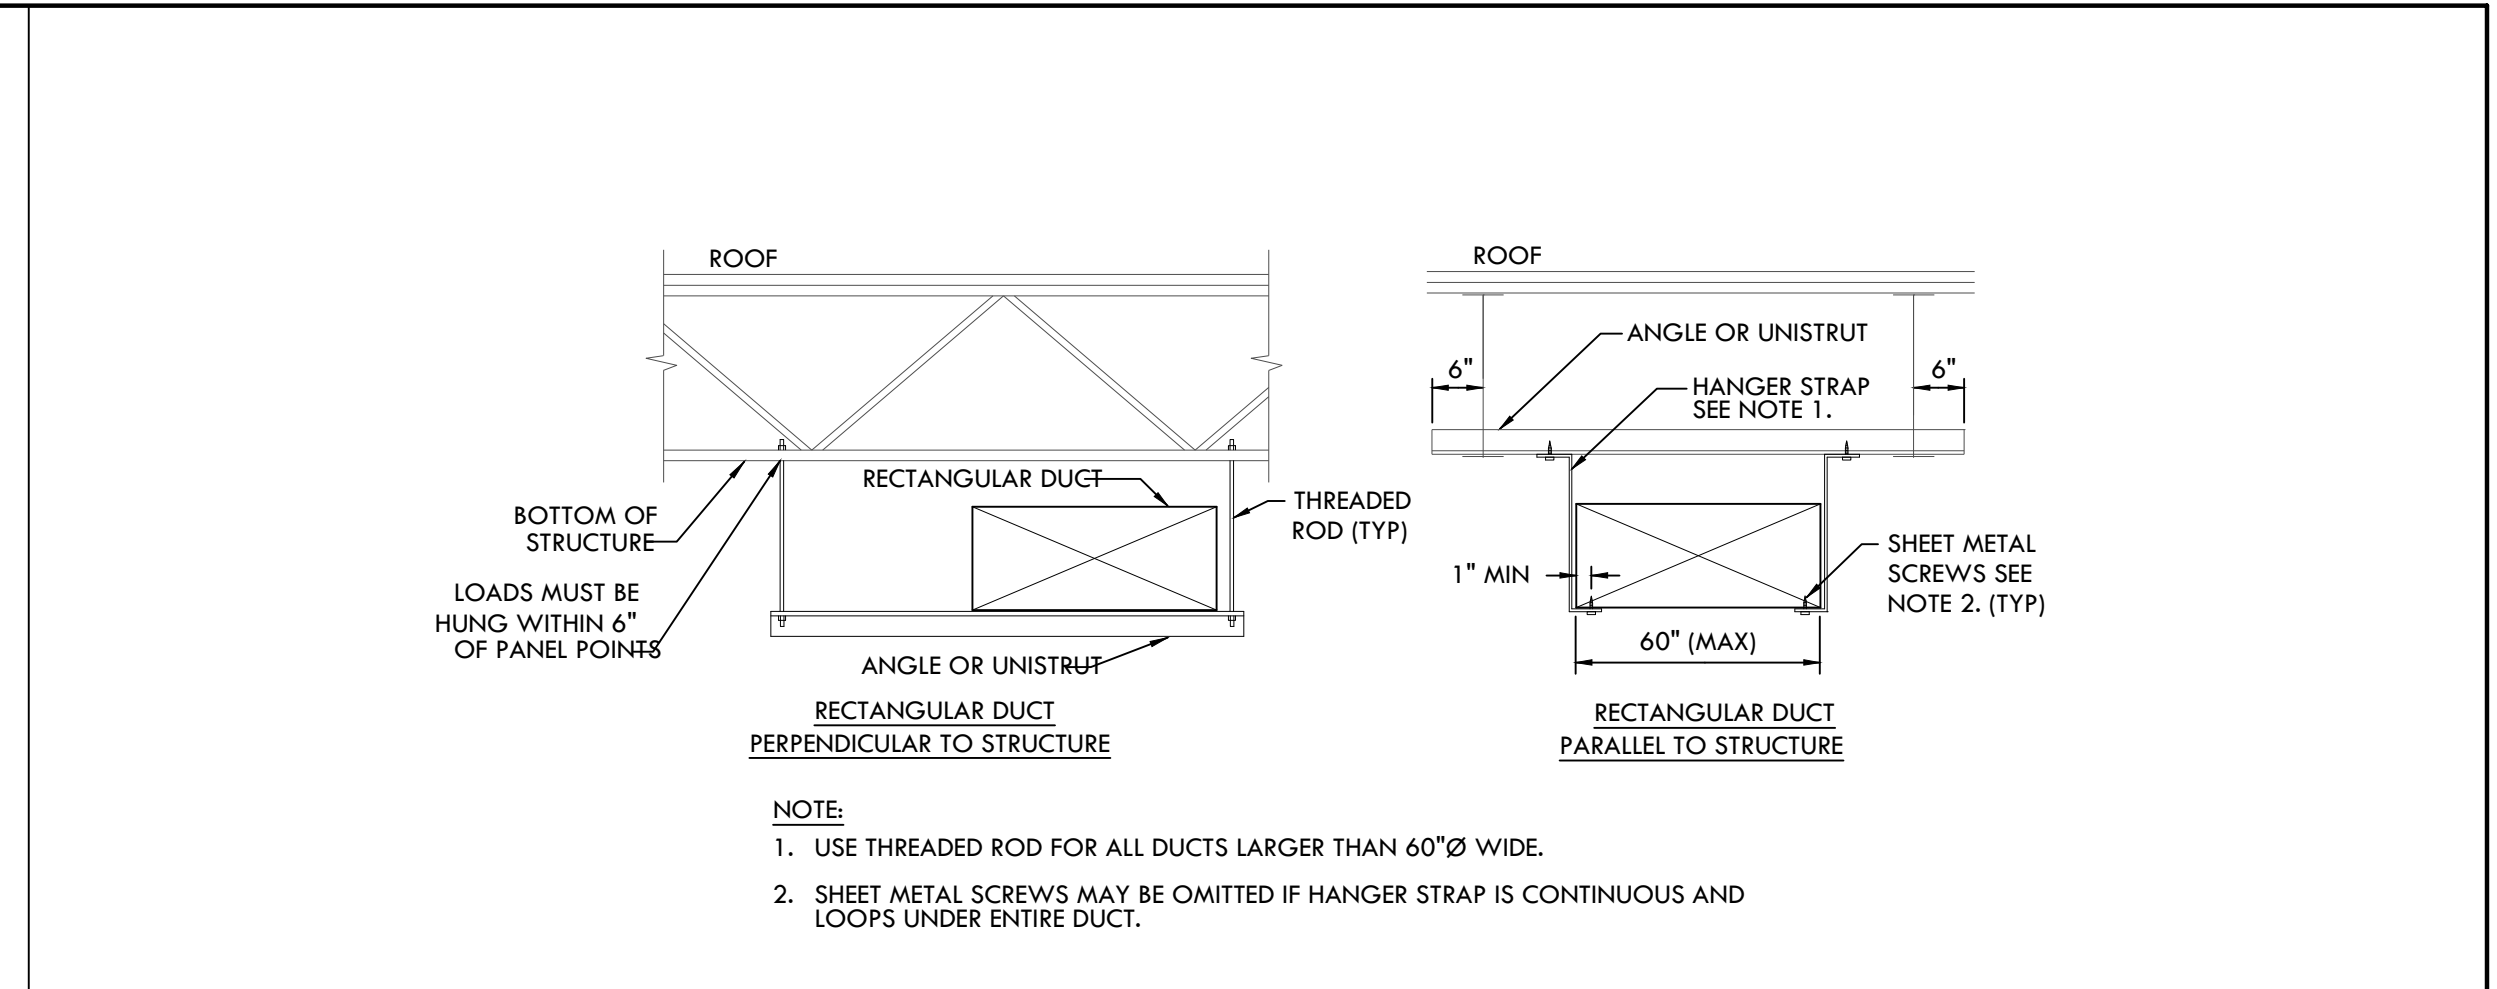 ROOF
RECTANGULAR DUCT
BOTTOM OF
STRUCTURE
THREADED
ROD (TYP)
LOADS MUST BE
HUNG WITHIN 6"
OF PANEL POINTS
ANGLE OR UNISTRUT
RECTANGULAR DUCT
PERPENDICULAR TO STRUCTURE
ROOF
ANGLE OR UNISTRUT
6"
6"
HANGER STRAP
SEE NOTE 1.
1" MIN
SHEET METAL
SCREWS SEE
NOTE 2. (TYP)
60" (MAX)
RECTANGULAR DUCT
PARALLEL TO STRUCTURE
NOTE:
1. USE THREADED ROD FOR ALL DUCTS LARGER THAN 60"Ø WIDE.
2. SHEET METAL SCREWS MAY BE OMITTED IF HANGER STRAP IS CONTINUOUS AND
LOOPS UNDER ENTIRE DUCT.